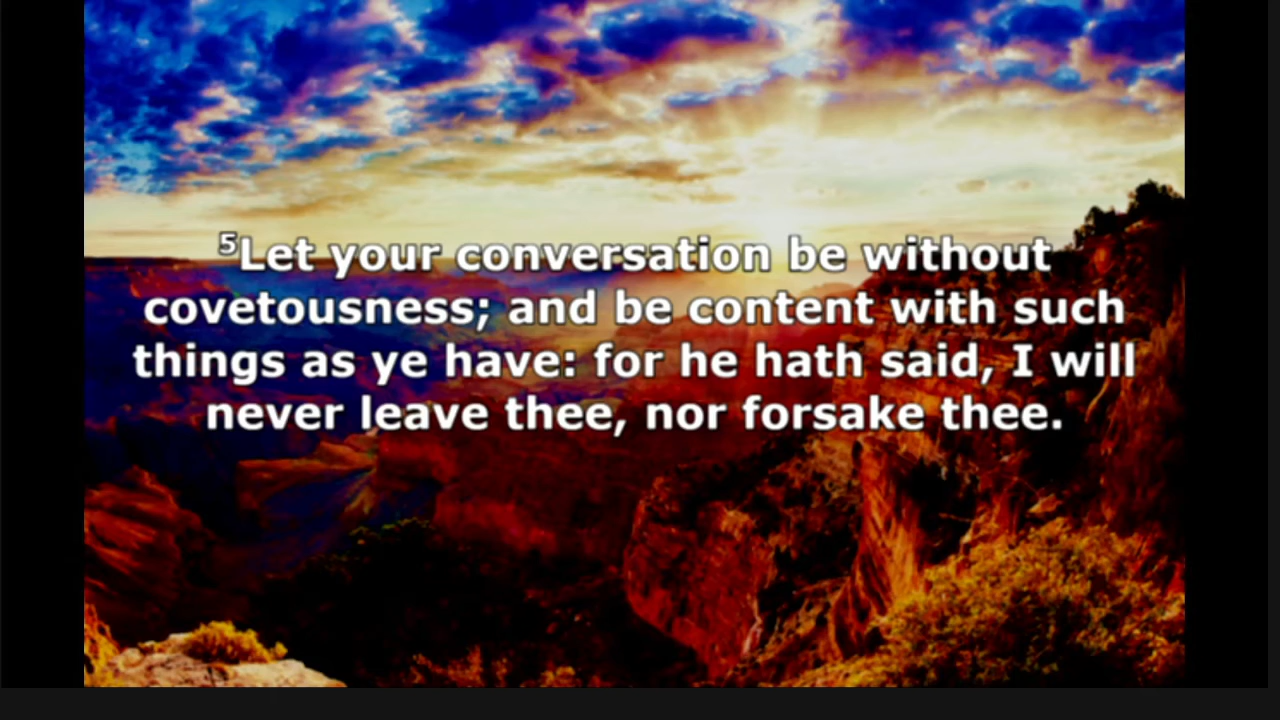 ⁵Let your conversation be without
covetousness; and be content with such
things as ye have: for he hath said, I will
never leave thee, nor forsake thee.